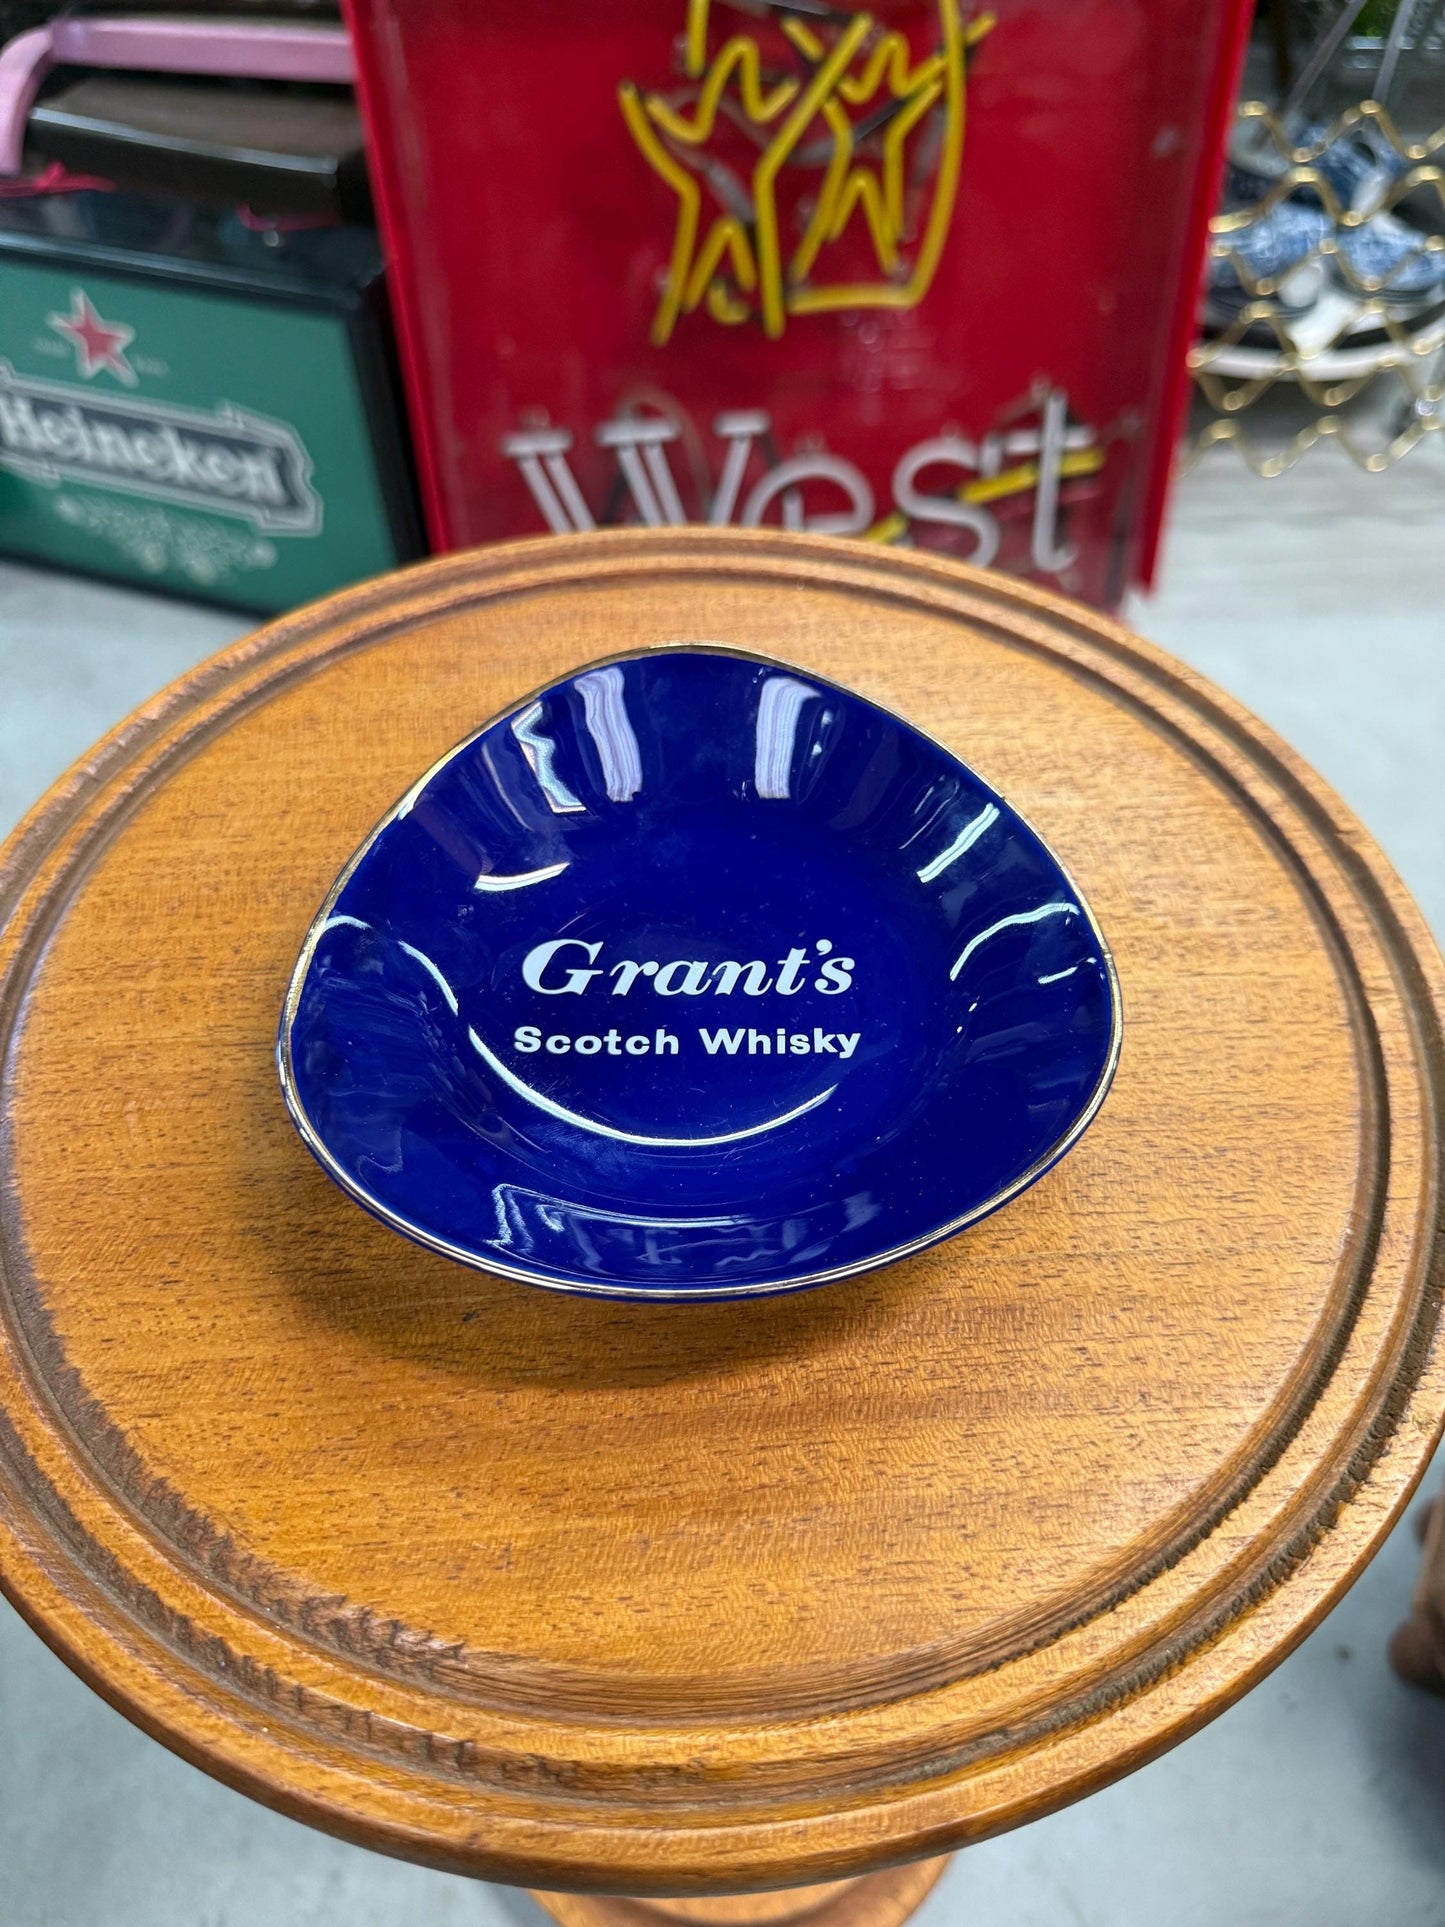 West
Heineken
Grant's
Scotch Whisky